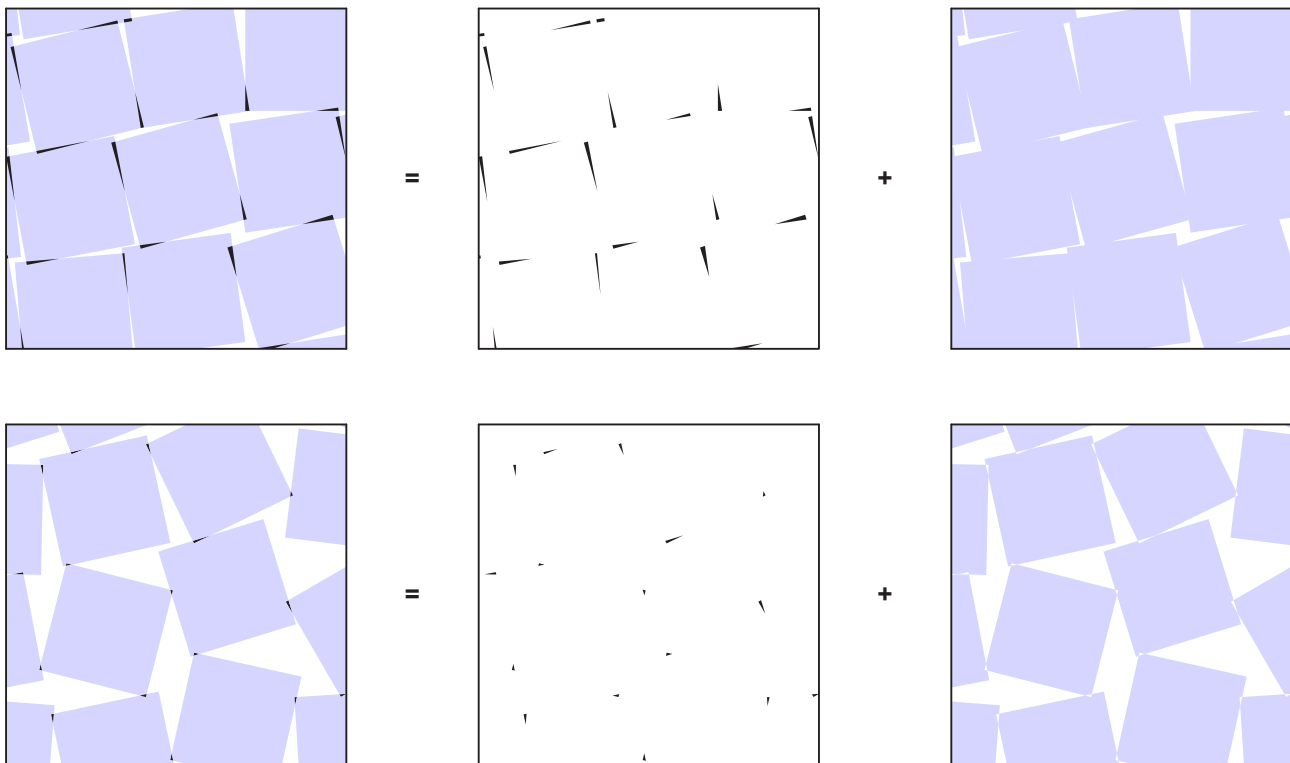 = +
= +